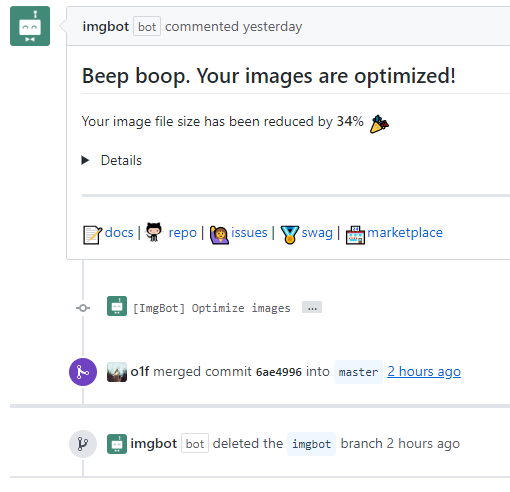 imgbot bot commented yesterday
Beep boop. Your images are optimized!
Your image file size has been reduced by 34% 🎉
Details
📝docs | repo | 🙋issues | 🏅swag | 🏪marketplace
[ImgBot] Optimize images ...
o1f merged commit 6ae4996 into master 2 hours ago
imgbot bot deleted the imgbot branch 2 hours ago